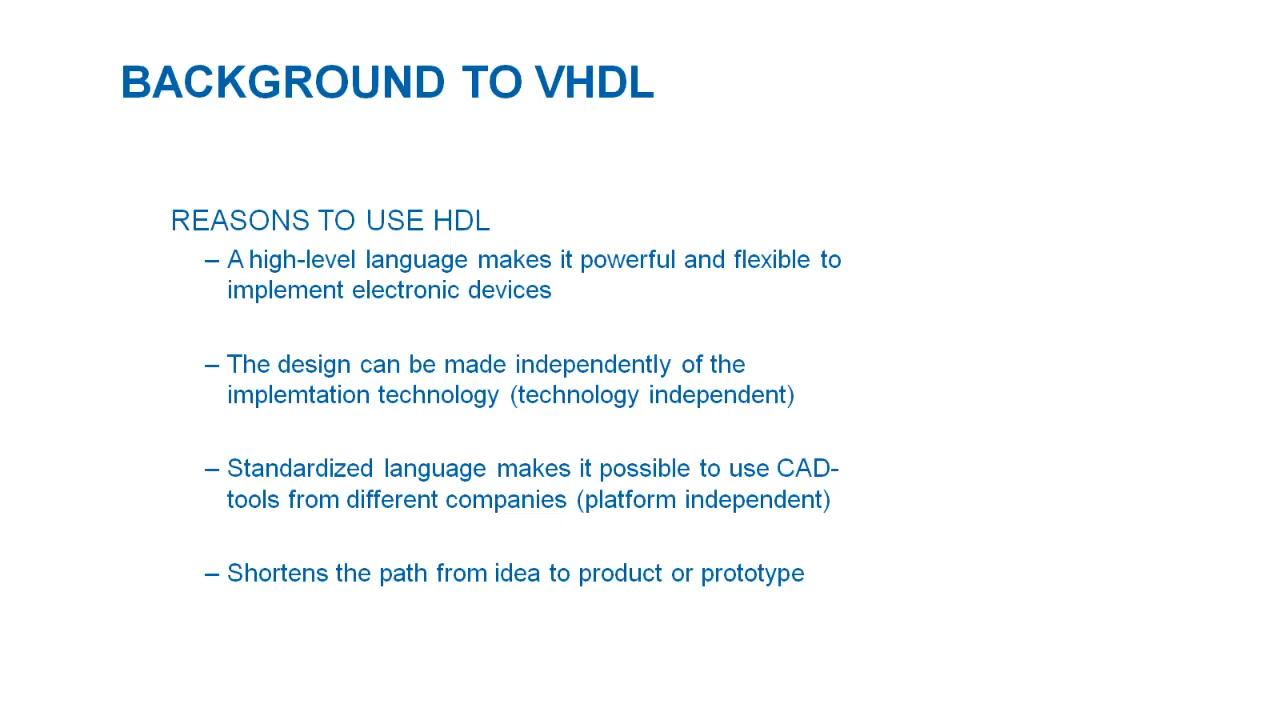 BACKGROUND TO VHDL
REASONS TO USE HDL
– A high-level language makes it powerful and flexible to
implement electronic devices
– The design can be made independently of the
implemtation technology (technology independent)
– Standardized language makes it possible to use CAD-
tools from different companies (platform independent)
– Shortens the path from idea to product or prototype